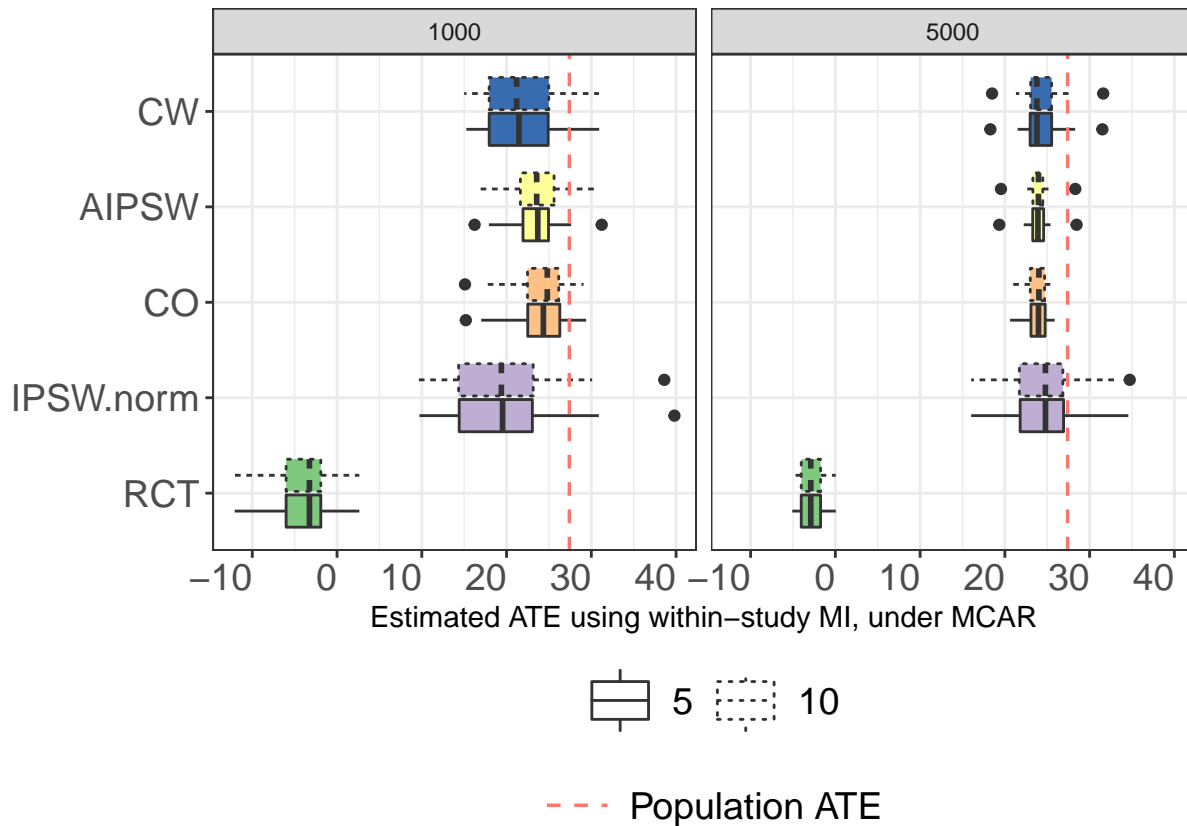 1000 5000
CW
AIPSW
CO
IPSW.norm
RCT
−10 0 10 20 30 40 −10 0 10 20 30 40
Estimated ATE using within−study MI, under MCAR
5 10
Population ATE